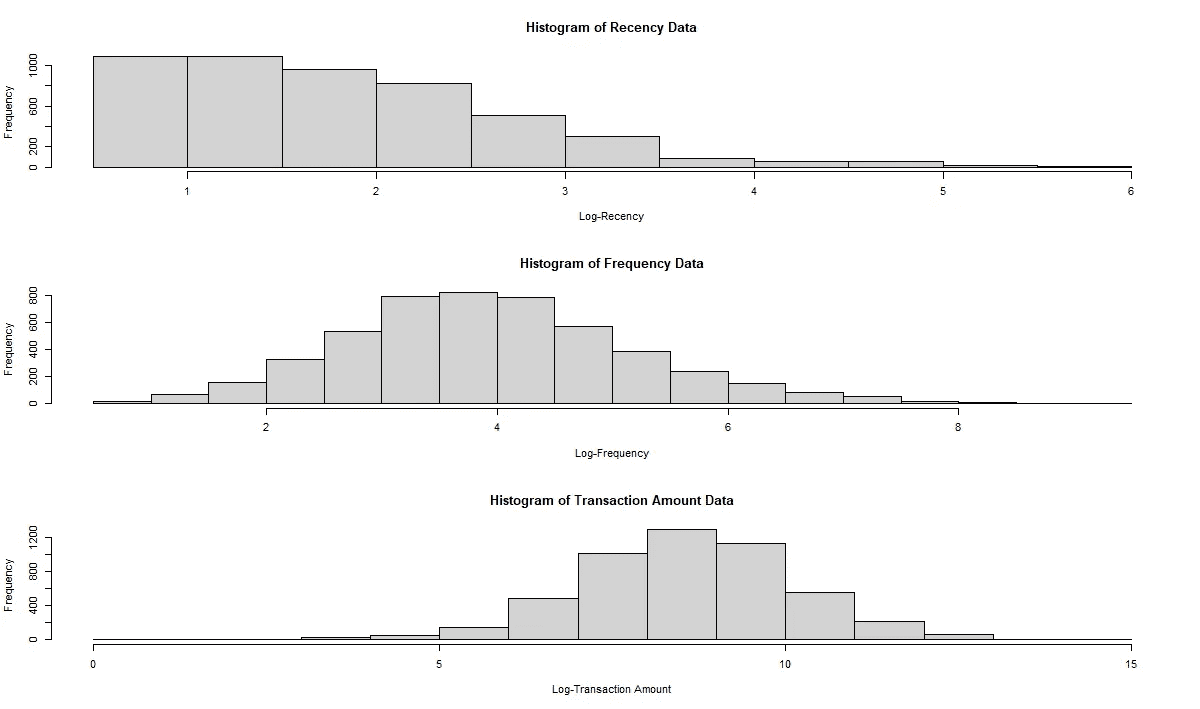 Histogram of Recency Data
Frequency
0 200 600 1000
1 2 3 4 5 6
Log-Recency
Histogram of Frequency Data
Frequency
0 200 400 600 800
2 4 6 8
Log-Frequency
Histogram of Transaction Amount Data
Frequency
0 400 800 1200
0 5 10 15
Log-Transaction Amount